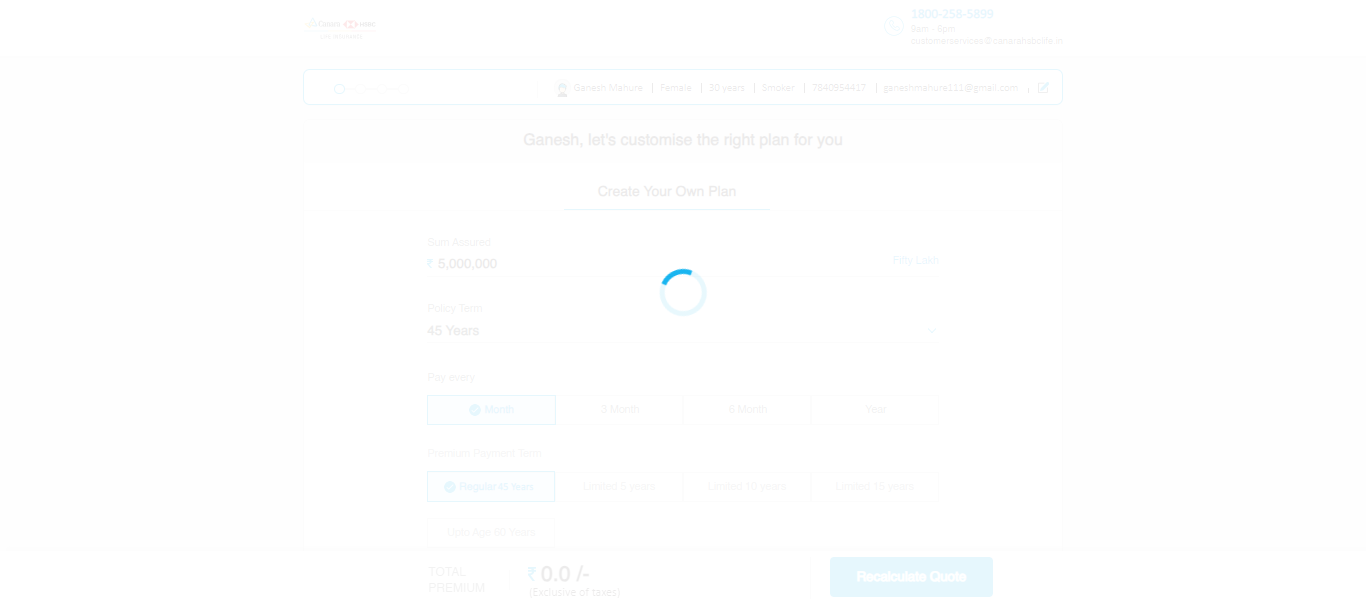 Canara HSBC
LIFE INSURANCE
1800-258-5899
9am - 6pm
customerservice@canarahsbclife.in
Ganesh Mahure | Female | 30 years | Smoker | 7840554417 | ganeshmahure111@gmail.com
Ganesh, let's customise the right plan for you
Create Your Own Plan
Sum Assured
₹ 5,000,000
Fifty Lakh
Policy Term
45 Years
Pay every
Month
3 Month
6 Month
Year
Premium Payment Term
Regular 45 Years
Limited 5 years
Limited 10 years
Limited 15 years
Upto Age 60 Years
TOTAL
PREMIUM
₹ 0.0 /-
(Exclusive of taxes)
Recalculate Quote